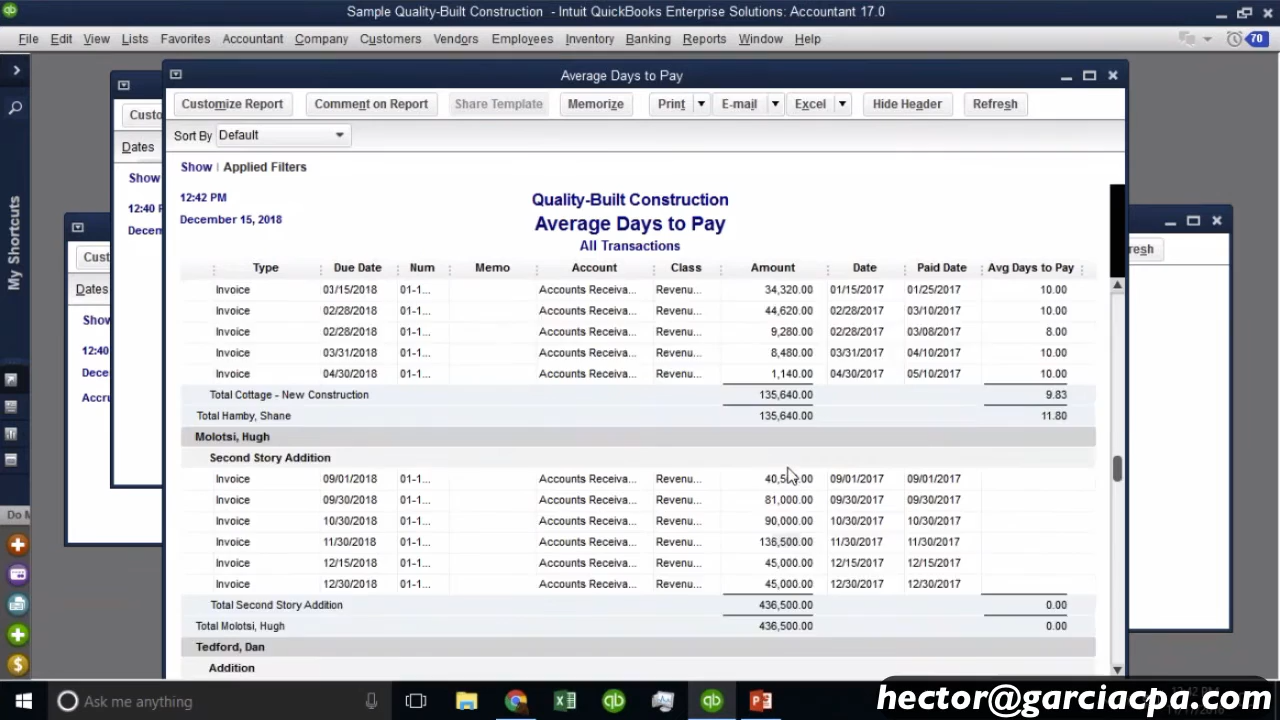 Sample Quality-Built Construction - Intuit QuickBooks Enterprise Solutions: Accountant 17.0
File Edit View Lists Favorites Accountant Company Customers Vendors Employees Inventory Banking Reports Window Help 70
Average Days to Pay
Customize Report Comment on Report Share Template Memorize Print E-mail Excel Hide Header Refresh
Custo
Sort By Default
Dates
Show | Applied Filters
Show
12:42 PM Quality-Built Construction
12:40 P
December 15, 2018 Average Days to Pay
Decem
All Transactions
My Shortcuts
Cust
resh
Dates
Show
12:40
Dece
Accru
Type Due Date Num Memo Account Class Amount Date Paid Date Avg Days to Pay
Invoice 03/15/2018 01-1... Accounts Receiva... Revenu... 34,320.00 01/15/2017 01/25/2017 10.00
Invoice 02/28/2018 01-1... Accounts Receiva... Revenu... 44,620.00 02/28/2017 03/10/2017 10.00
Invoice 02/28/2018 01-1... Accounts Receiva... Revenu... 9,280.00 02/28/2017 03/08/2017 8.00
Invoice 03/31/2018 01-1... Accounts Receiva... Revenu... 8,480.00 03/31/2017 04/10/2017 10.00
Invoice 04/30/2018 01-1... Accounts Receiva... Revenu... 1,140.00 04/30/2017 05/10/2017 10.00
Total Cottage - New Construction 135,640.00 9.83
Total Hamby, Shane 135,640.00 11.80
Molotsi, Hugh
Second Story Addition
Invoice 09/01/2018 01-1... Accounts Receiva... Revenu... 09/01/2017 09/01/2017
Invoice 09/30/2018 01-1... Accounts Receiva... Revenu... 81,000.00 09/30/2017 09/30/2017
Invoice 10/30/2018 01-1... Accounts Receiva... Revenu... 90,000.00 10/30/2017 10/30/2017
Invoice 11/30/2018 01-1... Accounts Receiva... Revenu... 136,500.00 11/30/2017 11/30/2017
Invoice 12/15/2018 01-1... Accounts Receiva... Revenu... 45,000.00 12/15/2017 12/15/2017
Invoice 12/30/2018 01-1... Accounts Receiva... Revenu... 45,000.00 12/30/2017 12/30/2017
Total Second Story Addition 436,500.00 0.00
Total Molotsi, Hugh 436,500.00 0.00
Tedford, Dan
Addition
Do M
Ask me anything
hector@garciacpa.com